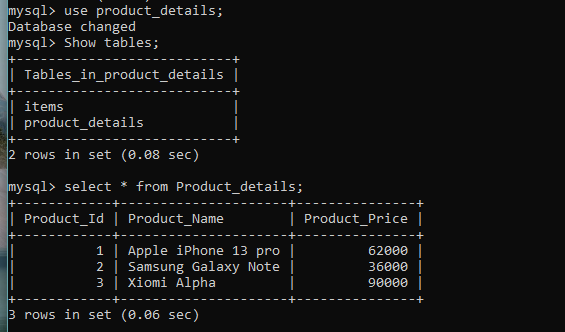 mysql> use product_details;
Database changed
mysql> Show tables;
+---------------------------+
| Tables_in_product_details |
+---------------------------+
| items                     |
| product_details           |
+---------------------------+
2 rows in set (0.08 sec)
mysql> select * from Product_details;
+------------+---------------------+---------------+
| Product_Id | Product_Name        | Product_Price |
+------------+---------------------+---------------+
|          1 | Apple iPhone 13 pro |         62000 |
|          2 | Samsung Galaxy Note |         36000 |
|          3 | Xiomi Alpha         |         90000 |
+------------+---------------------+---------------+
3 rows in set (0.06 sec)